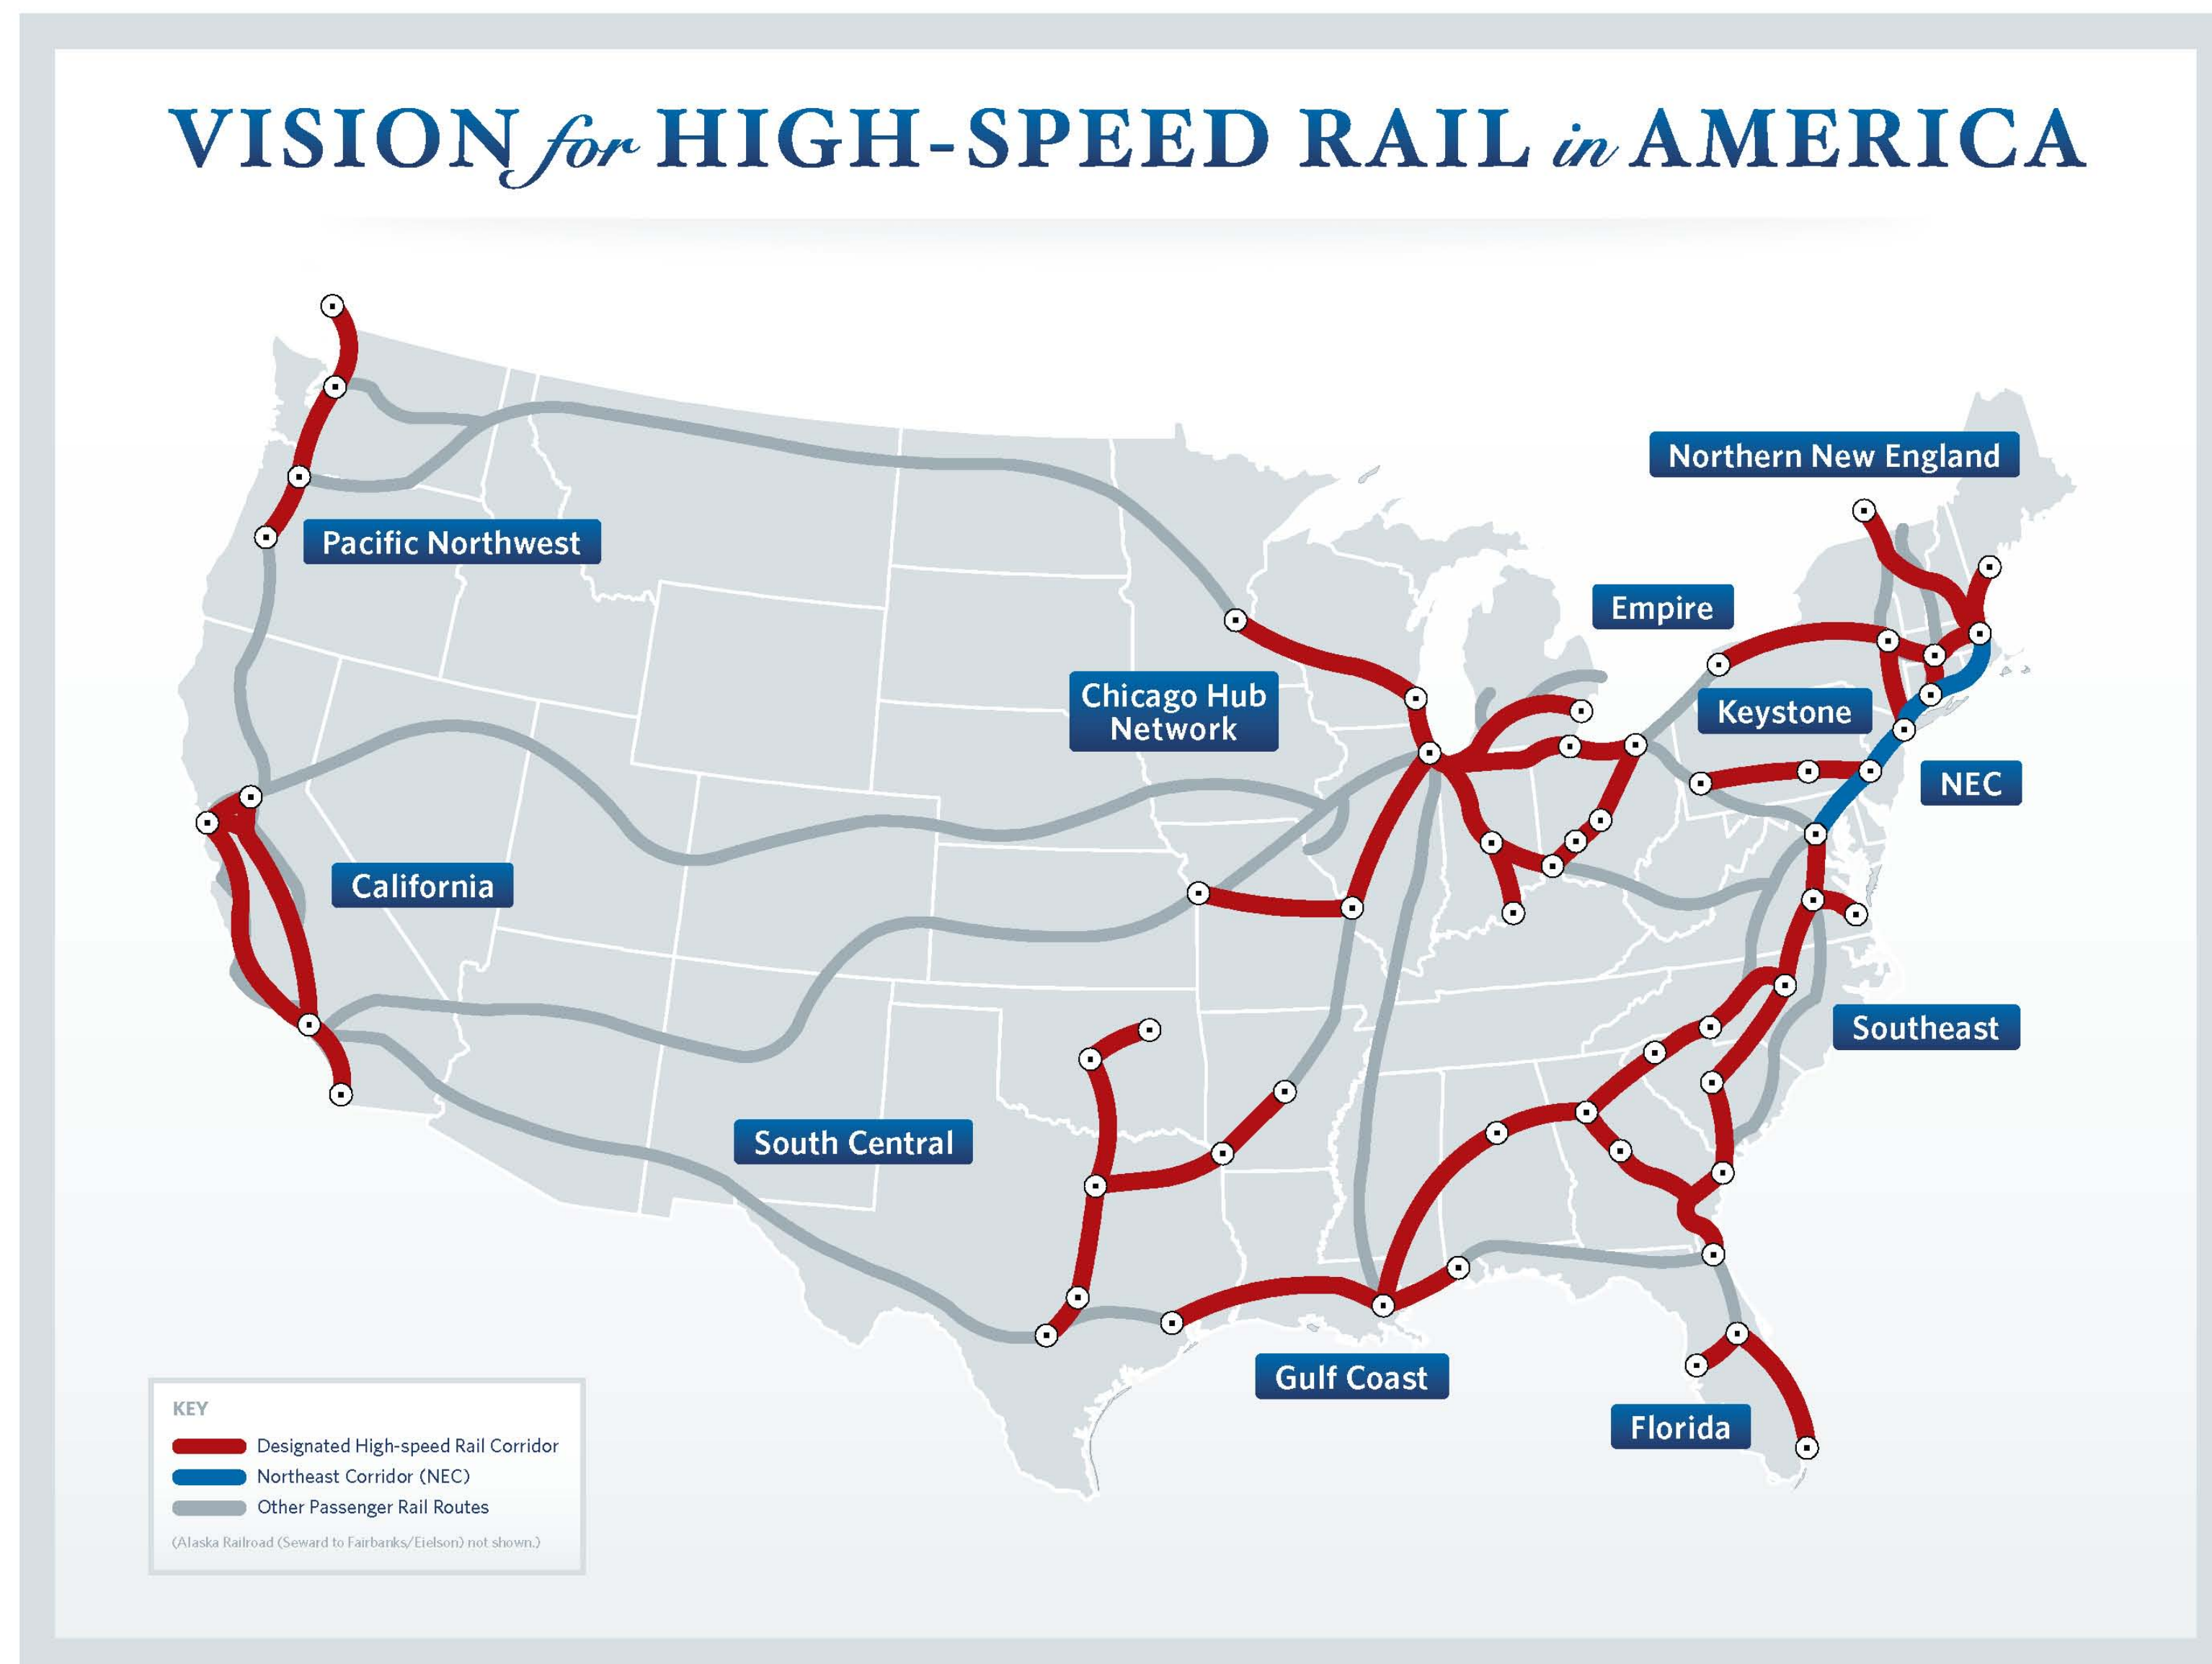 VISION for HIGH-SPEED RAIL in AMERICA
Northern New England
Pacific Northwest
Empire
Chicago Hub
Network
Keystone
NEC
California
Southeast
South Central
Gulf Coast
Florida
KEY
Designated High-speed Rail Corridor
Northeast Corridor (NEC)
Other Passenger Rail Routes
(Alaska Railroad (Seward to Fairbanks/Eielson) not shown.)